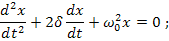 d²x/dt² + 2δ dx/dt + ω₀²x = 0 ;